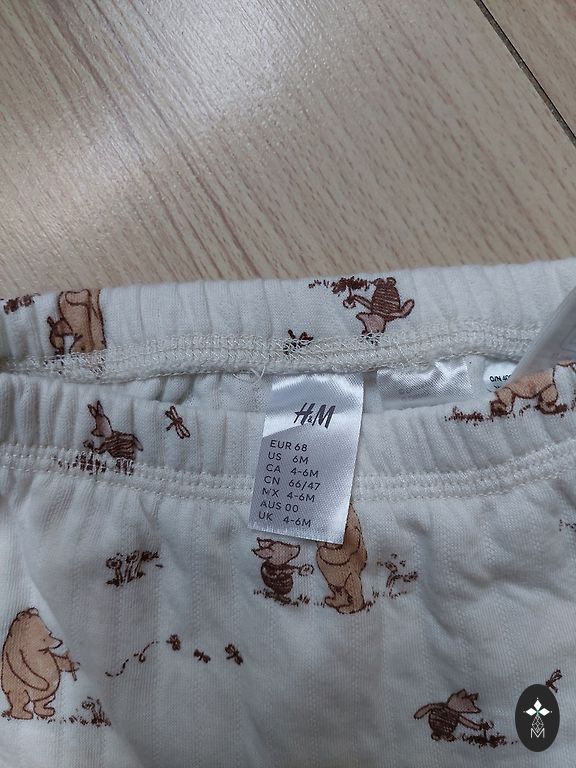 H&M
EUR 68
US 6M
CA 4-6M
CN 66/47
MX 4-6M
AUS 00
UK 4-6M
M